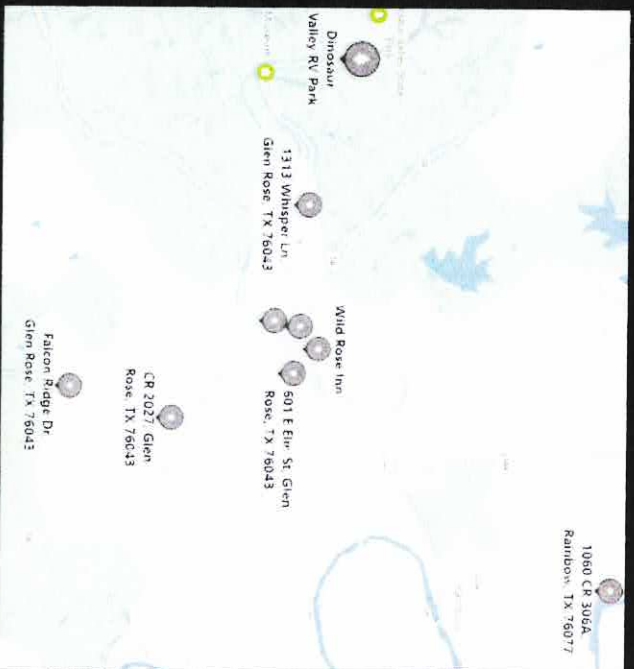 Dinosaur
Valley RV Park
1313 Whisper Ln
Glen Rose, TX 76043
Wild Rose Inn
601 E Elm St, Glen
Rose, TX 76043
1060 CR 306A
Rainbow, TX 76077
CR 2027, Glen
Rose, TX 76043
Falcon Ridge Dr
Glen Rose, TX 76043